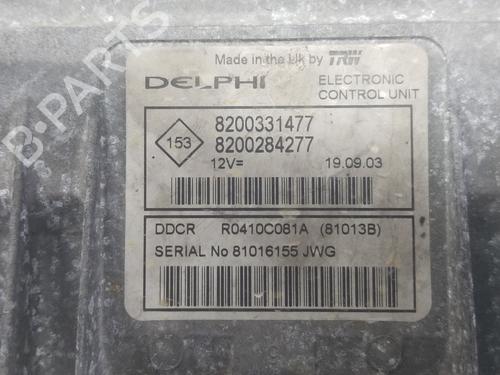 Made in the Uk by TRW
DELPHI ELECTRONIC
CONTROL UNIT
153
8200331477
8200284277
12V= 19.09.03
DDCR R0410C081A (81013B)
SERIAL No 81016155 JWG
B-PARTS